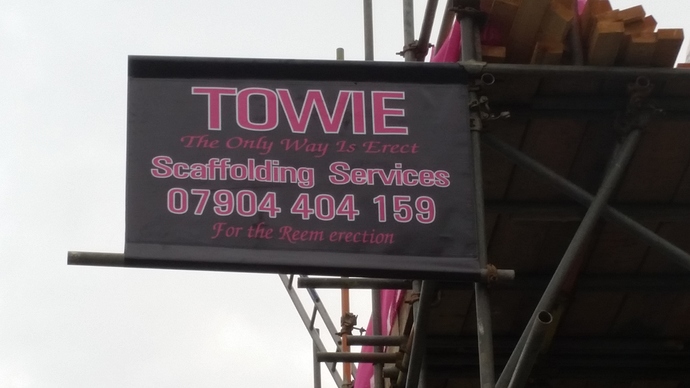 TOWIE
The Only Way Is Erect
Scaffolding Services
07904 404 159
For the Reem erection